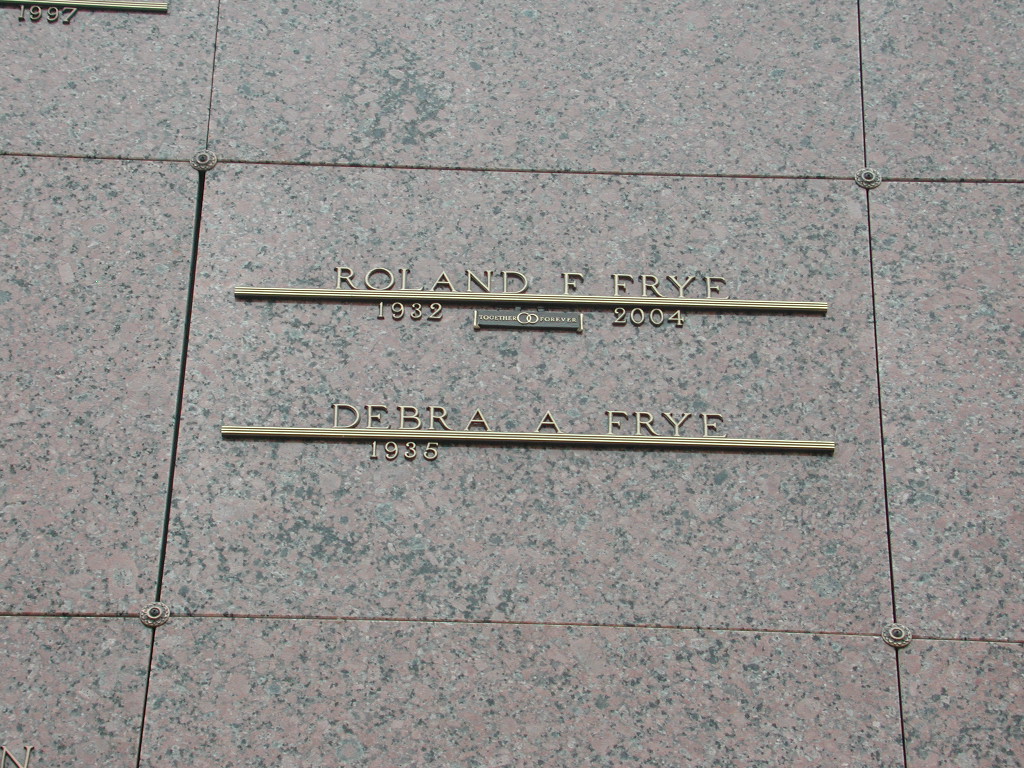 1997
ROLAND F FRYE
1932 TOGETHER FOREVER 2004
DEBRA A FRYE
1935
N